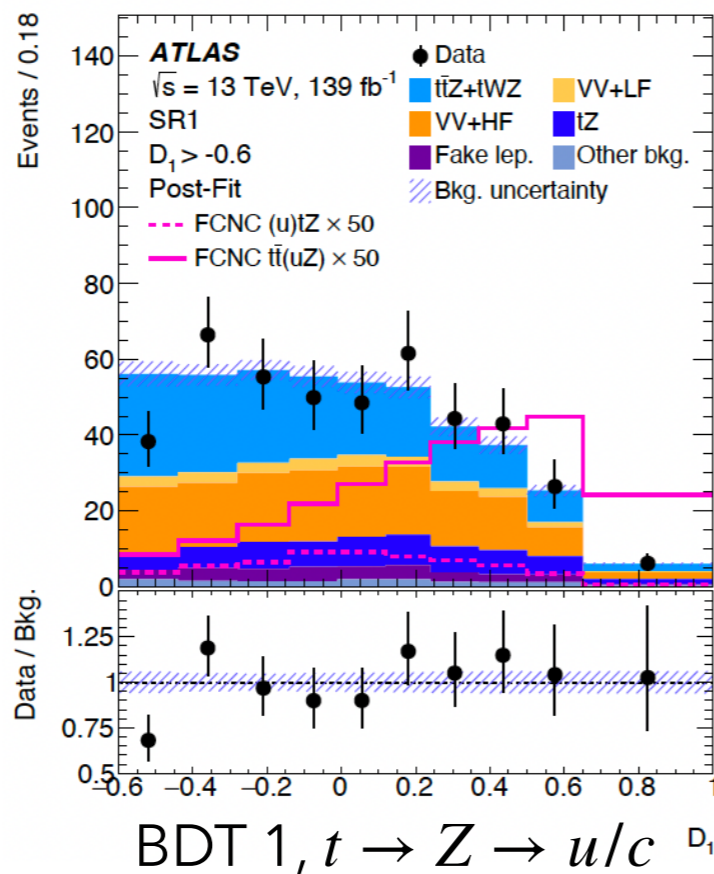 140
120
100
80
60
40
20
0
Events / 0.18
ATLAS
√s = 13 TeV, 139 fb⁻¹
SR1
D₁ > -0.6
Post-Fit
FCNC (u)tZ × 50
FCNC tt̄(uZ) × 50
Data
tt̄Z+tWZ
VV+LF
VV+HF
tZ
Fake lep.
Other bkg.
Bkg. uncertainty
Data / Bkg.
1.25
1
0.75
0.5
−0.6 −0.4 −0.2 0 0.2 0.4 0.6 0.8 1
D₁
BDT 1, t → Z → u/c